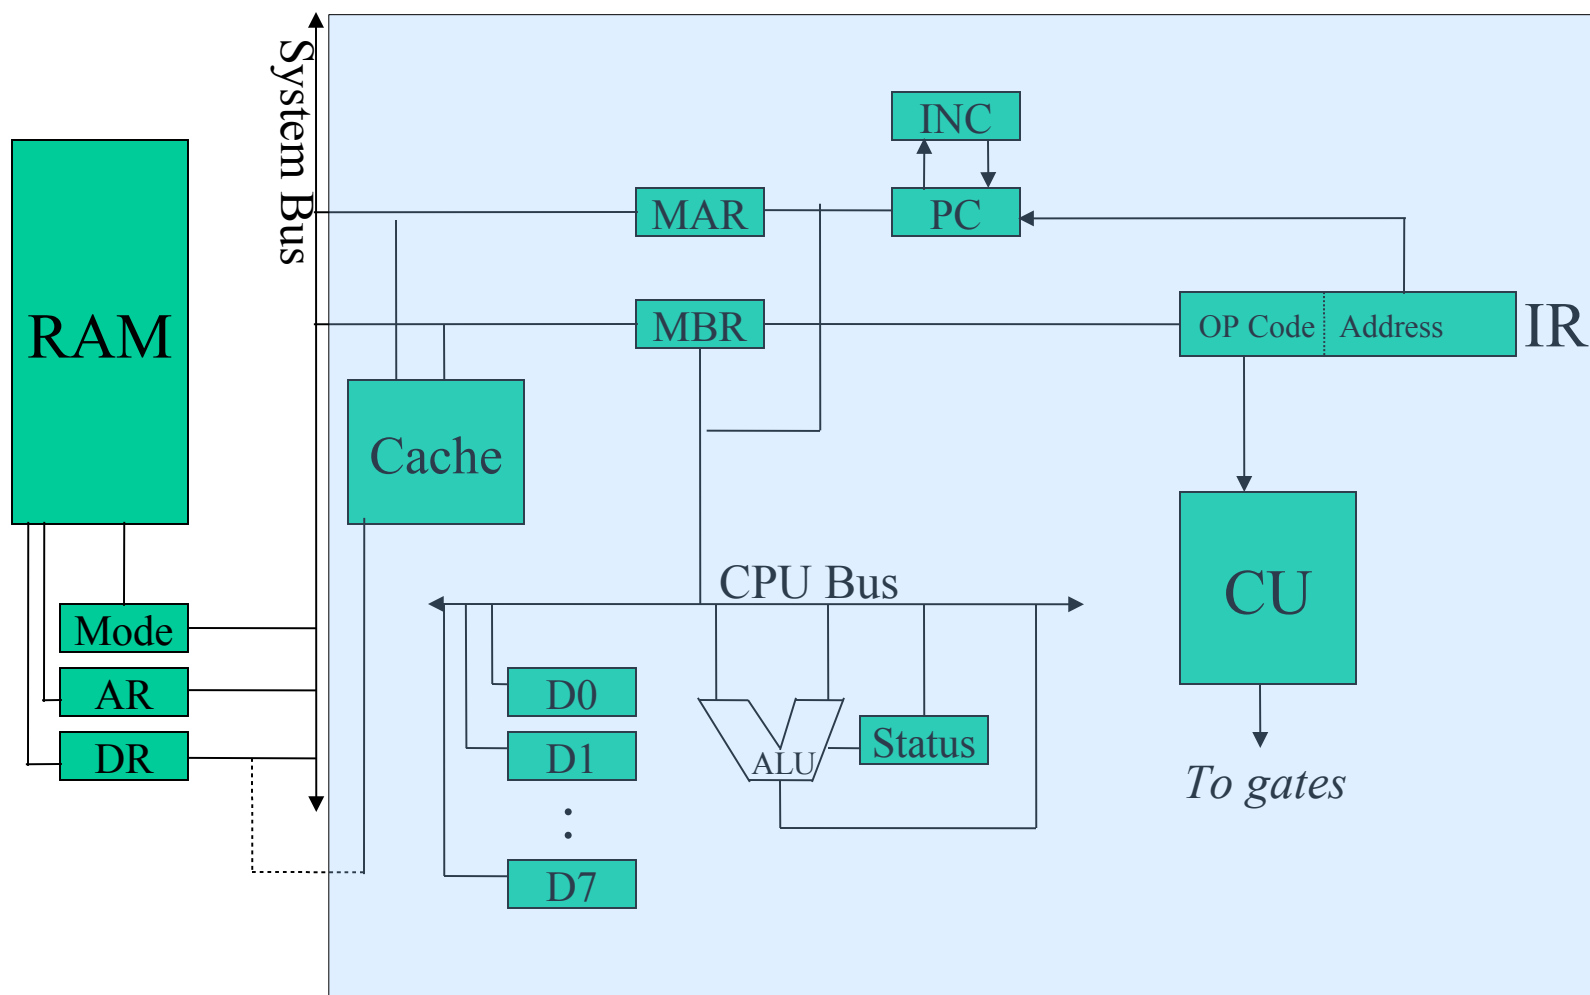 System Bus
INC
MAR
PC
RAM
MBR
OP Code
Address
IR
Cache
CPU Bus
CU
Mode
AR
D0
DR
D1
ALU
Status
To gates
:
D7